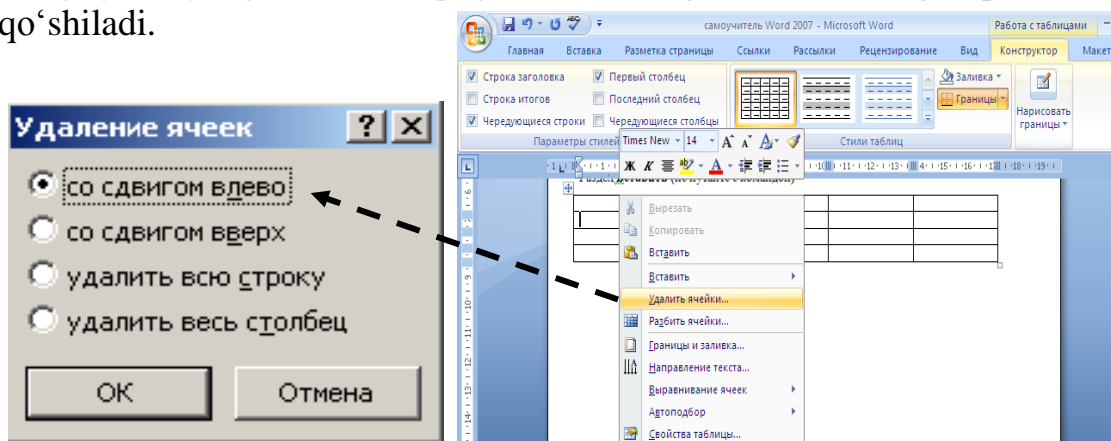 qo‘shiladi.
Удаление ячеек
со сдвигом влево
со сдвигом вверх
удалить всю строку
удалить весь столбец
ОК
Отмена
самоучитель Word 2007 - Microsoft Word
Работа с таблицами
Главная Вставка Разметка страницы Ссылки Рассылки Рецензирование Вид Конструктор Макет
Строка заголовка Первый столбец
Строка итогов Последний столбец
Чередующиеся строки Чередующиеся столбцы
Заливка
Границы
Нарисовать границы
Параметры стилей
Стили таблиц
Times New 14
Ж К
Вырезать
Копировать
Вставить
Вставить
Удалить ячейки...
Разбить ячейки...
Границы и заливка...
Направление текста...
Выравнивание ячеек
Автоподбор
Свойства таблицы...